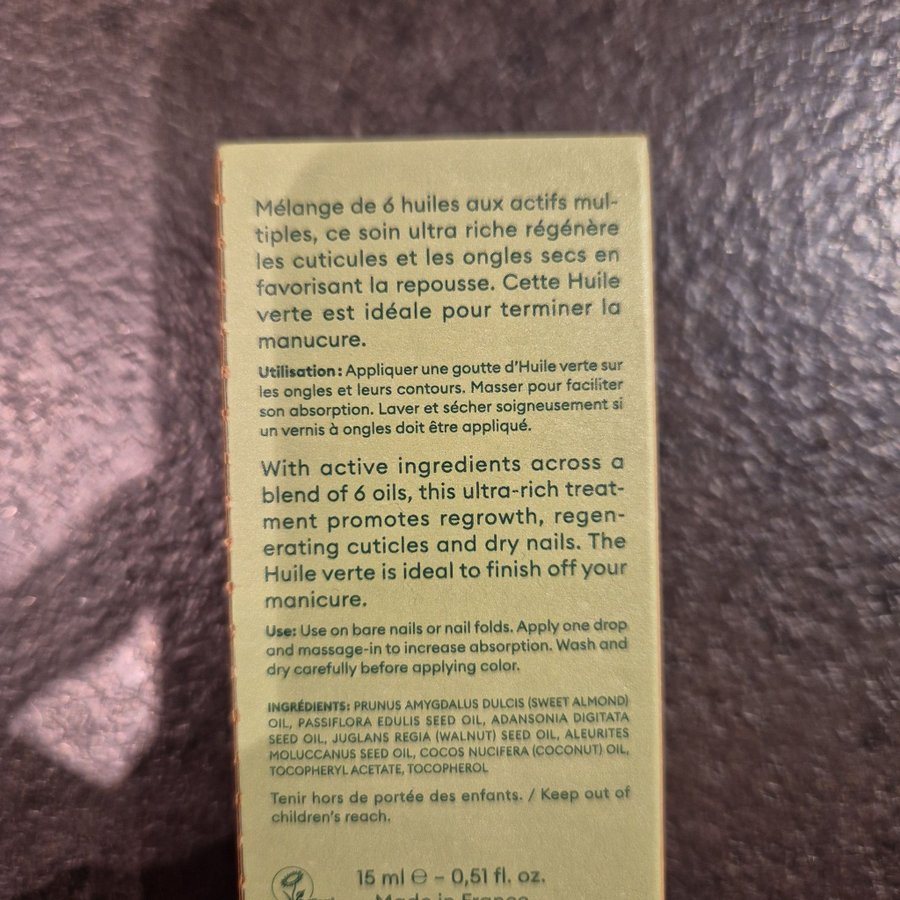 Mélange de 6 huiles aux actifs mul-
tiples, ce soin ultra riche régénère
les cuticules et les ongles secs en
favorisant la repousse. Cette Huile
verte est idéale pour terminer la
manucure.
Utilisation: Appliquer une goutte d'Huile verte sur
les ongles et leurs contours. Masser pour faciliter
son absorption. Laver et sécher soigneusement si
un vernis à ongles doit être appliqué.
With active ingredients across a
blend of 6 oils, this ultra-rich treat-
ment promotes regrowth, regen-
erating cuticles and dry nails. The
Huile verte is ideal to finish off your
manicure.
Use: Use on bare nails or nail folds. Apply one drop
and massage-in to increase absorption. Wash and
dry carefully before applying color.
INGRÉDIENTS: PRUNUS AMYGDALUS DULCIS (SWEET ALMOND)
OIL, PASSIFLORA EDULIS SEED OIL, ADANSONIA DIGITATA
SEED OIL, JUGLANS REGIA (WALNUT) SEED OIL, ALEURITES
MOLUCCANUS SEED OIL, COCOS NUCIFERA (COCONUT) OIL,
TOCOPHERYL ACETATE, TOCOPHEROL
Tenir hors de portée des enfants. / Keep out of
children's reach.
15 ml ℮ – 0,51 fl. oz.
Made in France